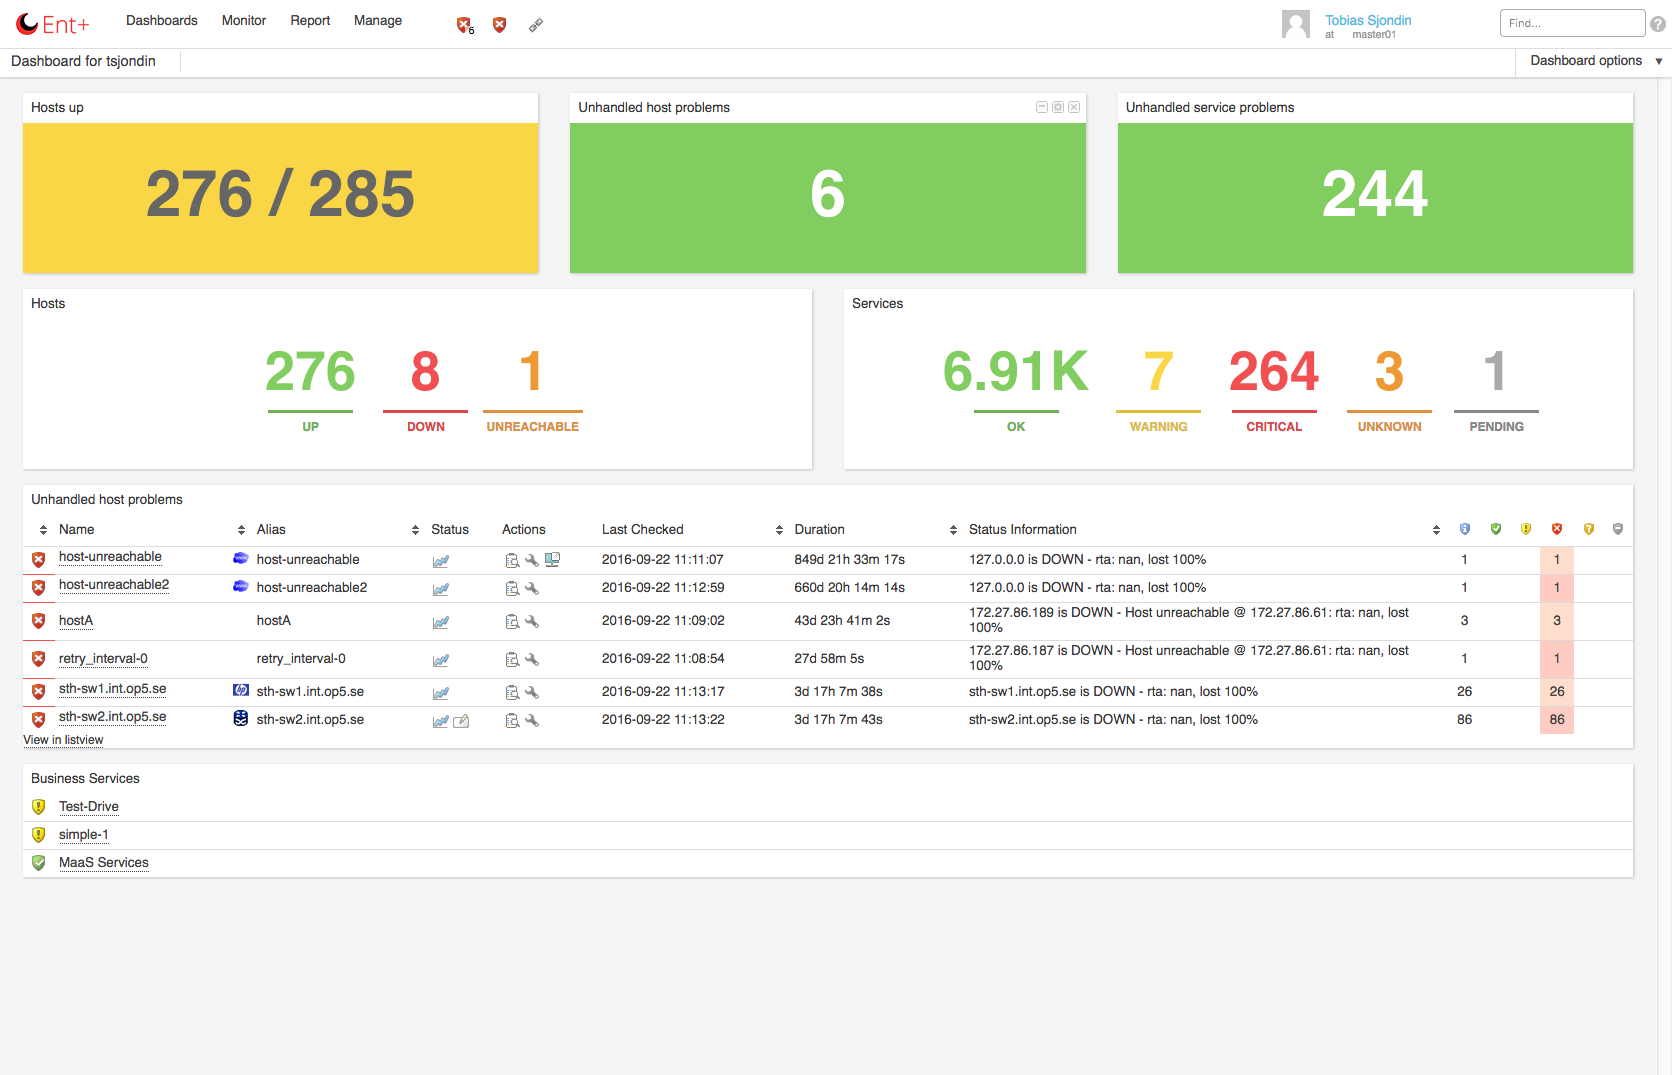 Ent+
Dashboards Monitor Report Manage
6
Tobias Sjondin
at master01
Find...
?
Dashboard for tsjondin
Dashboard options ▼
Hosts up
276 / 285
Unhandled host problems
6
Unhandled service problems
244
Hosts
276 8 1
UP DOWN UNREACHABLE
Services
6.91K 7 264 3 1
OK WARNING CRITICAL UNKNOWN PENDING
Unhandled host problems
Name Alias Status Actions Last Checked Duration Status Information
host-unreachable host-unreachable 2016-09-22 11:11:07 849d 21h 33m 17s 127.0.0.0 is DOWN - rta: nan, lost 100% 1 1
host-unreachable2 host-unreachable2 2016-09-22 11:12:59 660d 20h 14m 14s 127.0.0.0 is DOWN - rta: nan, lost 100% 1 1
hostA hostA 2016-09-22 11:09:02 43d 23h 41m 2s 172.27.86.189 is DOWN - Host unreachable @ 172.27.86.61: rta: nan, lost 3 3
100%
retry_interval-0 retry_interval-0 2016-09-22 11:08:54 27d 58m 5s 172.27.86.187 is DOWN - Host unreachable @ 172.27.86.61: rta: nan, lost 1 1
100%
sth-sw1.int.op5.se sth-sw1.int.op5.se 2016-09-22 11:13:17 3d 17h 7m 38s sth-sw1.int.op5.se is DOWN - rta: nan, lost 100% 26 26
sth-sw2.int.op5.se sth-sw2.int.op5.se 2016-09-22 11:13:22 3d 17h 7m 43s sth-sw2.int.op5.se is DOWN - rta: nan, lost 100% 86 86
View in listview
Business Services
Test-Drive
simple-1
MaaS Services